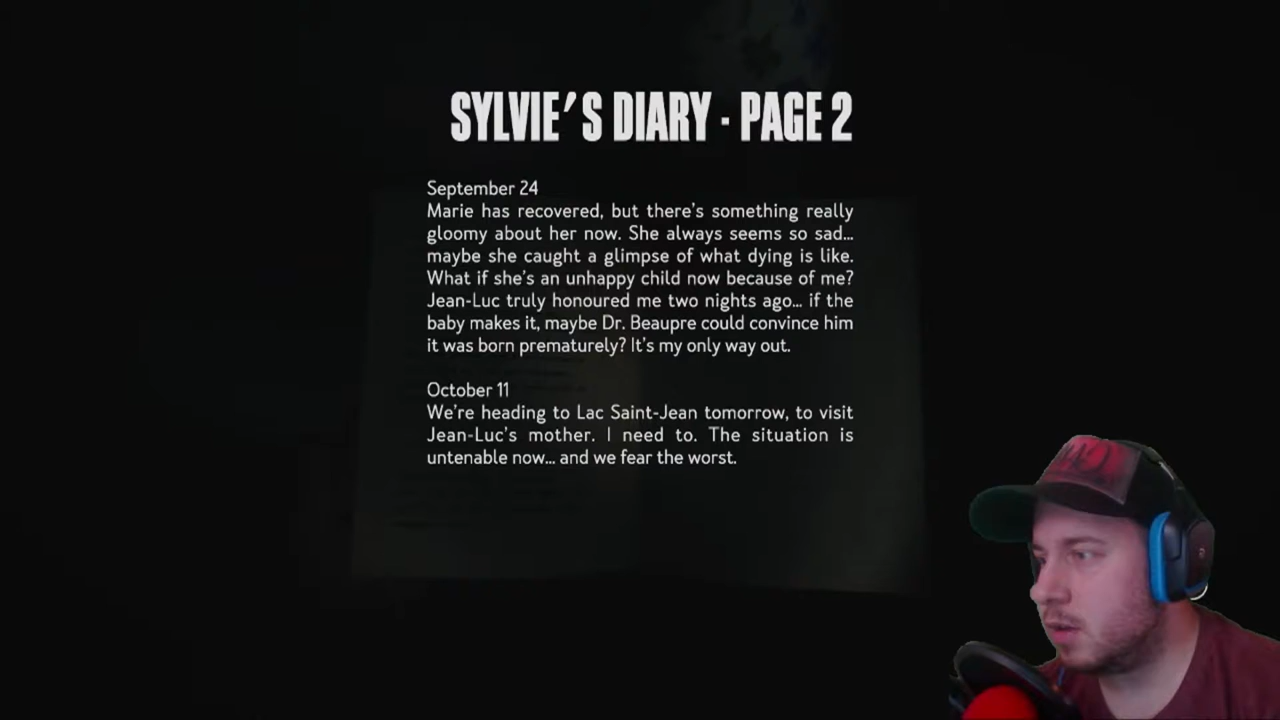 SYLVIE'S DIARY - PAGE 2
September 24
Marie has recovered, but there's something really
gloomy about her now. She always seems so sad...
maybe she caught a glimpse of what dying is like.
What if she's an unhappy child now because of me?
Jean-Luc truly honoured me two nights ago... if the
baby makes it, maybe Dr. Beaupre could convince him
it was born prematurely? It's my only way out.
October 11
We're heading to Lac Saint-Jean tomorrow, to visit
Jean-Luc's mother. I need to. The situation is
untenable now... and we fear the worst.